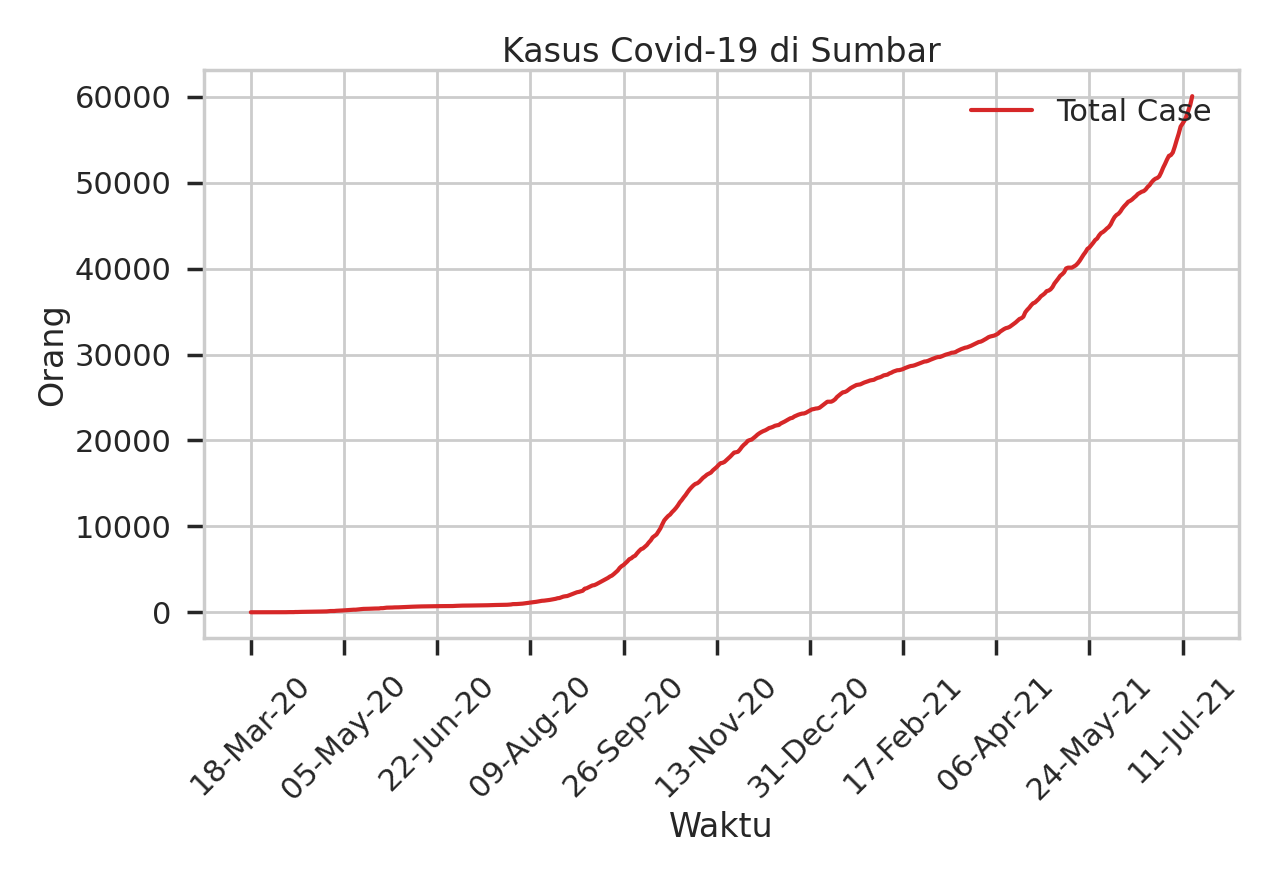 Kasus Covid-19 di Sumbar
Total Case
60000
50000
40000
30000
20000
10000
0
Orang
18-Mar-20
05-May-20
22-Jun-20
09-Aug-20
26-Sep-20
13-Nov-20
31-Dec-20
17-Feb-21
06-Apr-21
24-May-21
11-Jul-21
Waktu